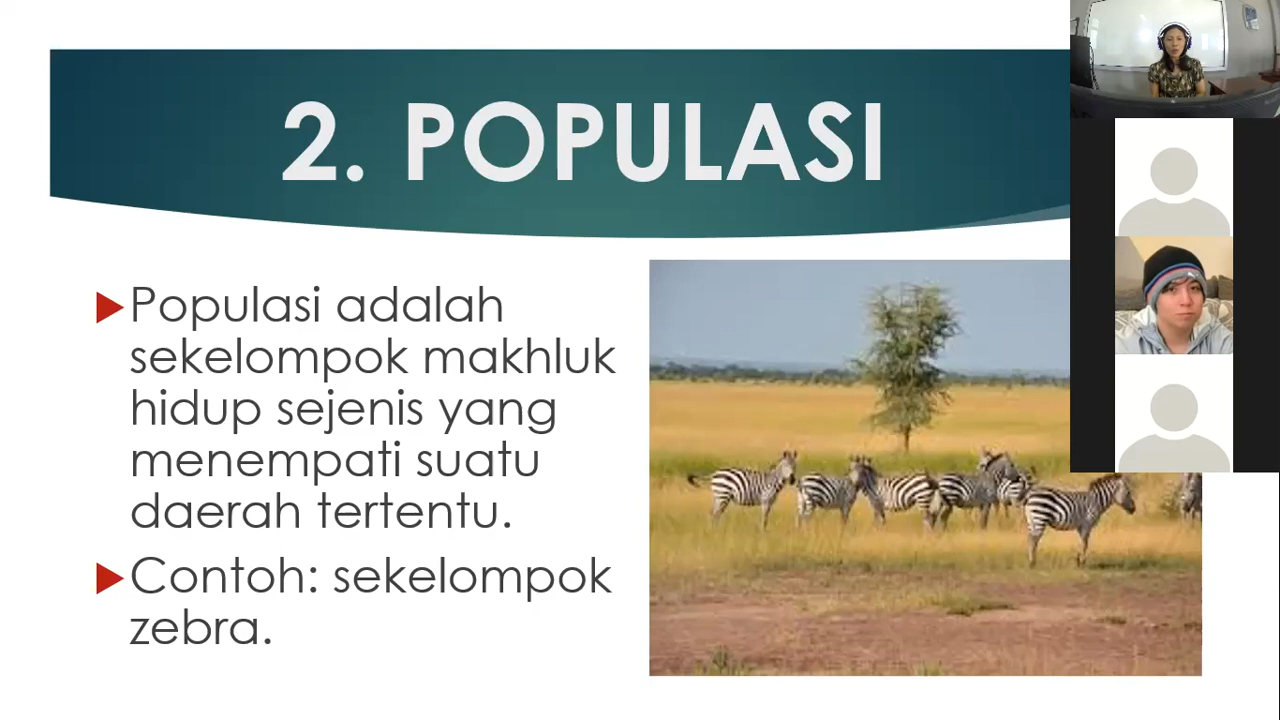 2. POPULASI
Populasi adalah
sekelompok makhluk
hidup sejenis yang
menempati suatu
daerah tertentu.
Contoh: sekelompok
zebra.